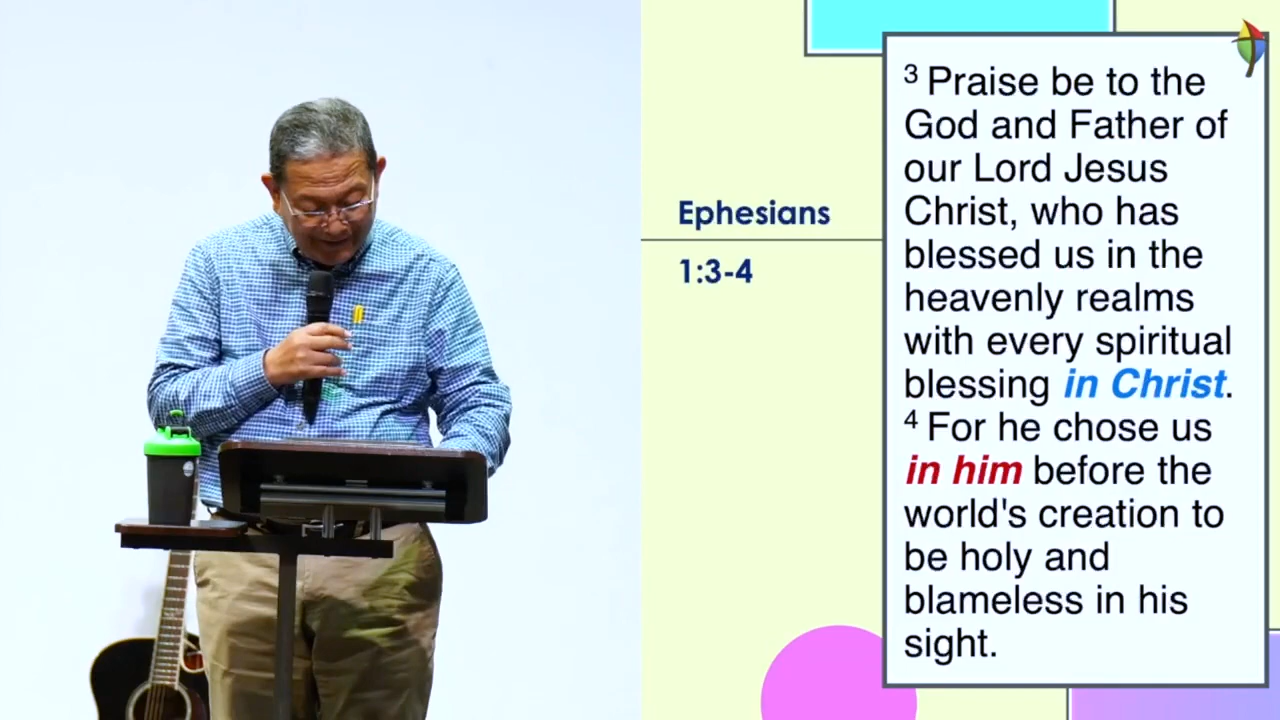 Ephesians
1:3-4
3 Praise be to the
God and Father of
our Lord Jesus
Christ, who has
blessed us in the
heavenly realms
with every spiritual
blessing in Christ.
4 For he chose us
in him before the
world's creation to
be holy and
blameless in his
sight.